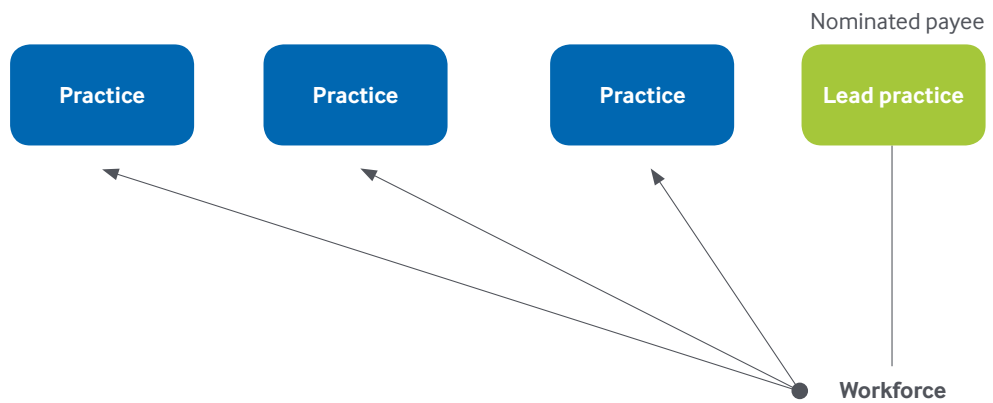 Nominated payee
Practice
Practice
Practice
Lead practice
Workforce